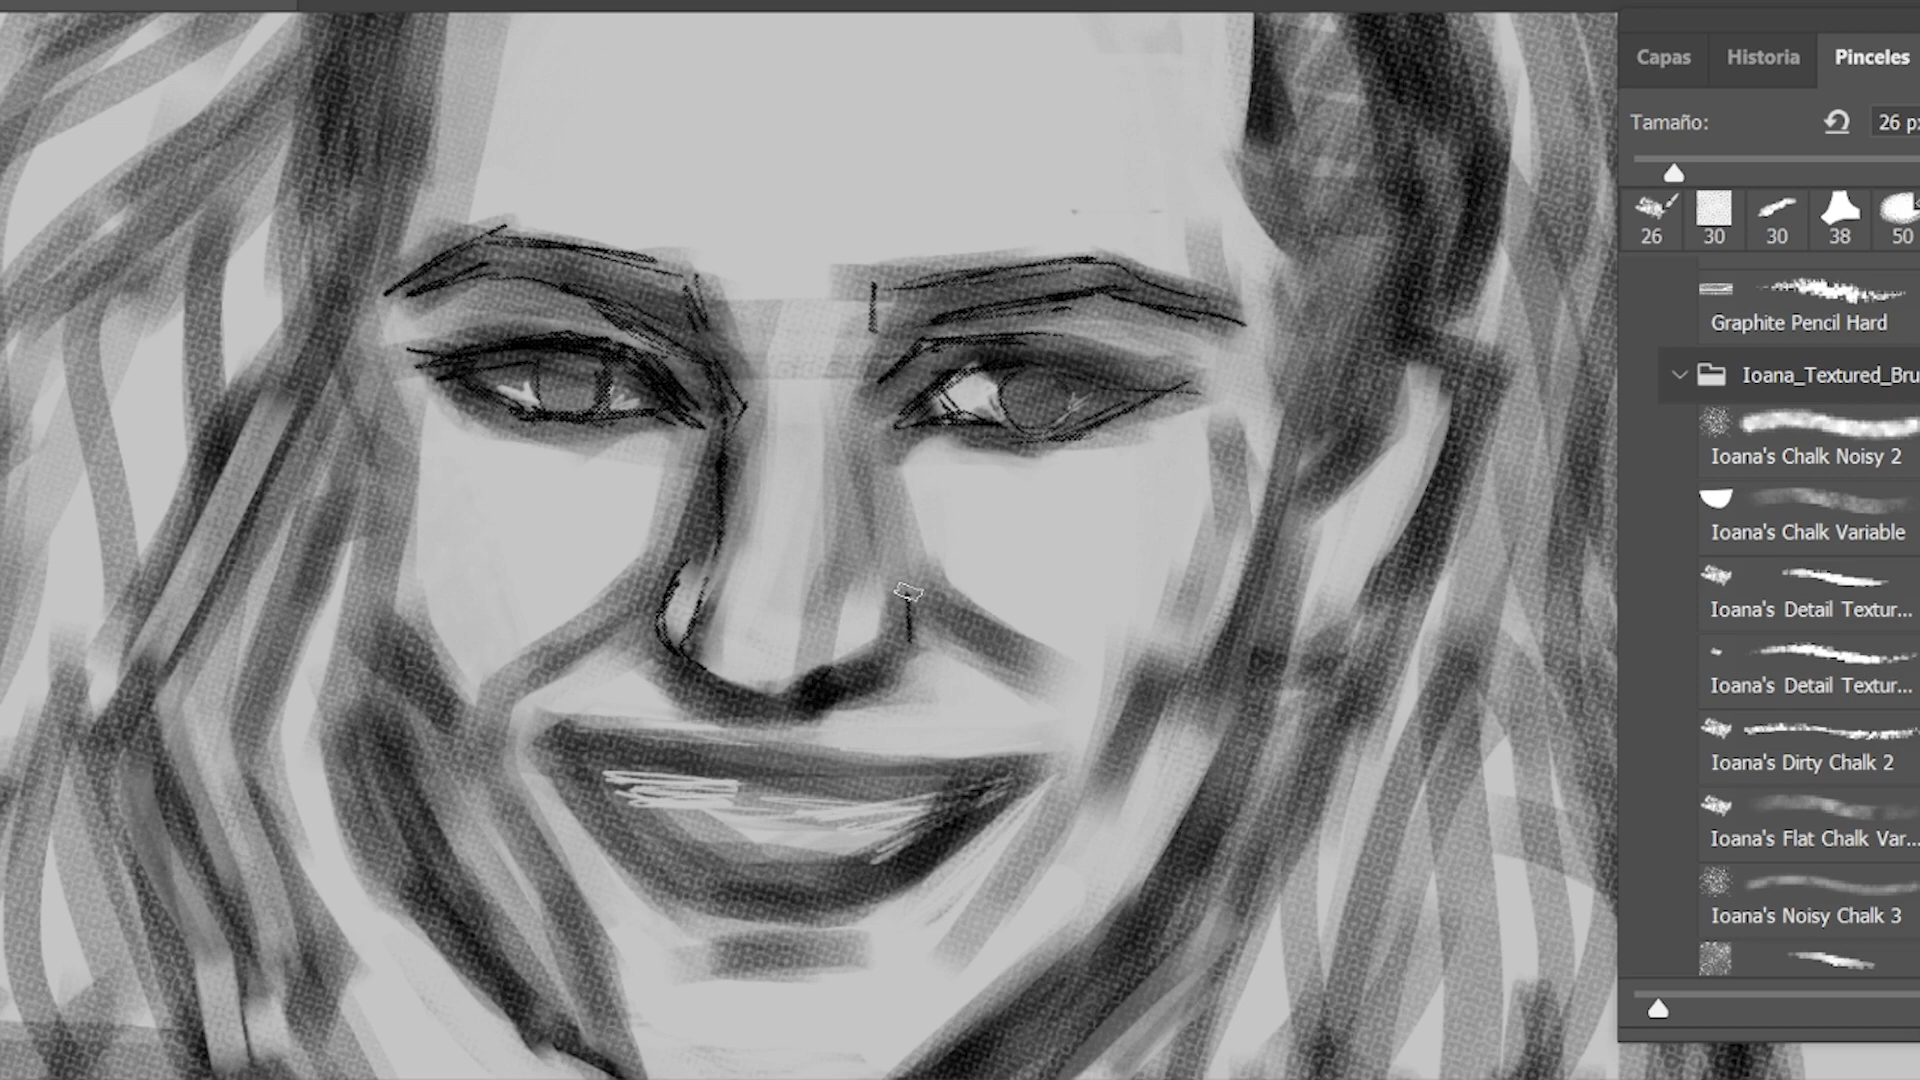 Capas Historia Pinceles
Tamaño: 26 px
26 30 30 38 50
Graphite Pencil Hard
Ioana_Textured_Bru
Ioana's Chalk Noisy 2
Ioana's Chalk Variable
Ioana's Detail Textur...
Ioana's Detail Textur...
Ioana's Dirty Chalk 2
Ioana's Flat Chalk Var...
Ioana's Noisy Chalk 3